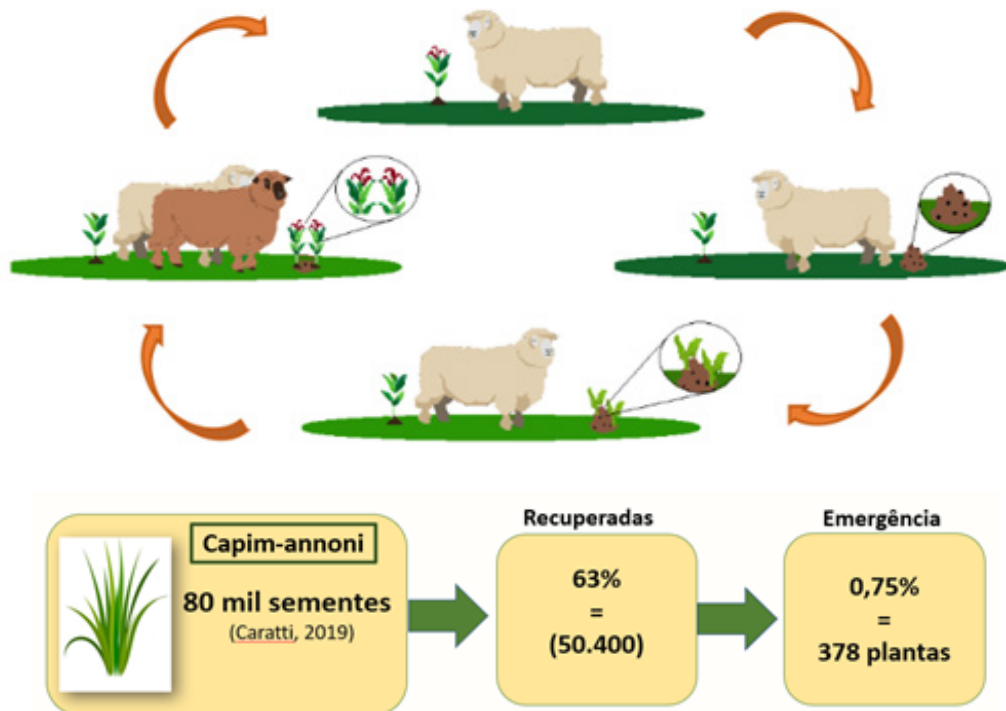 Capim-annoni
80 mil sementes
(Caratti, 2019)
Recuperadas
63%
=
(50.400)
Emergência
0,75%
=
378 plantas